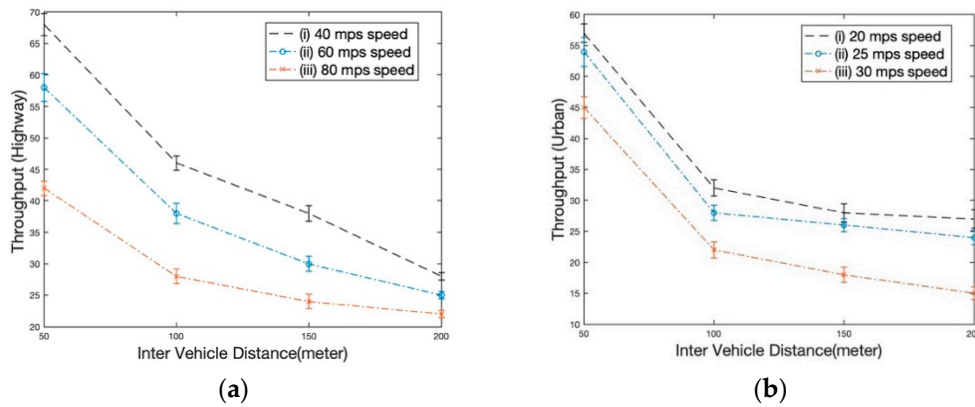 70
65
60
55
50
45
40
35
30
25
20
Throughput (Highway)
(i) 40 mps speed
(ii) 60 mps speed
(iii) 80 mps speed
50 100 150 200
Inter Vehicle Distance(meter)
(a)
60
55
50
45
40
35
30
25
20
15
10
Throughput (Urban)
(i) 20 mps speed
(ii) 25 mps speed
(iii) 30 mps speed
50 100 150 200
Inter Vehicle Distance(meter)
(b)